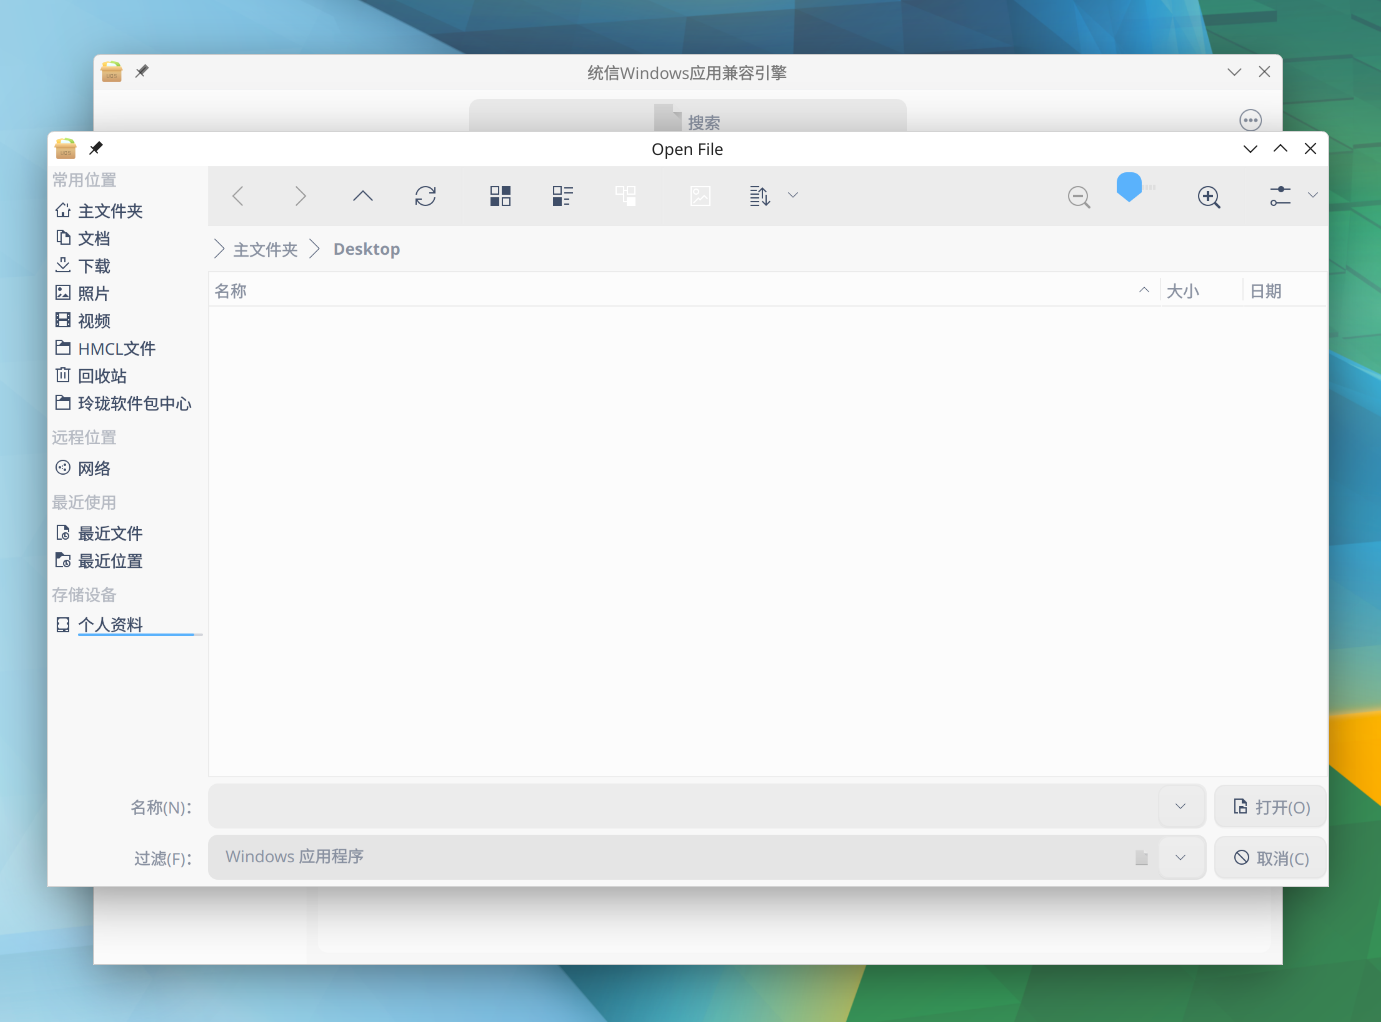 统信Windows应用兼容引擎
搜索
Open File
常用位置
主文件夹
文档
下载
照片
视频
HMCL文件
回收站
玲珑软件包中心
远程位置
网络
最近使用
最近文件
最近位置
存储设备
个人资料
主文件夹 Desktop
名称 大小 日期
名称(N)：
打开(O)
过滤(F)：
Windows 应用程序
取消(C)